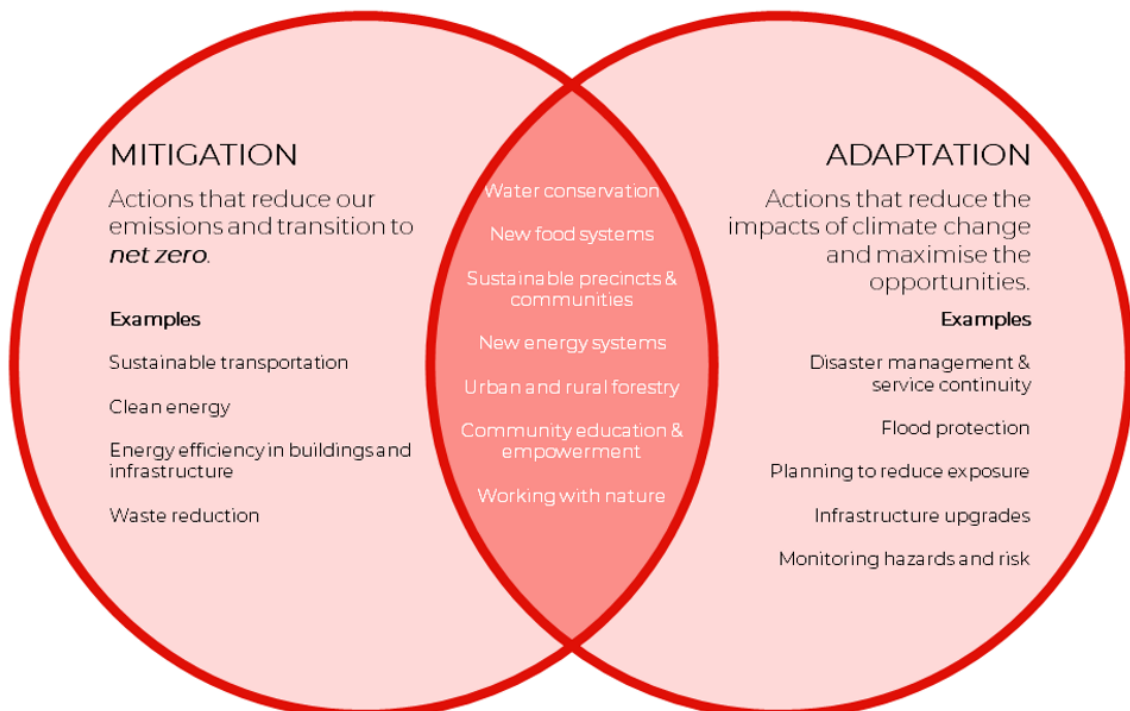 MITIGATION
Actions that reduce our
emissions and transition to
net zero.
Examples
Sustainable transportation
Clean energy
Energy efficiency in buildings and
infrastructure
Waste reduction
Water conservation
New food systems
Sustainable precincts &
communities
New energy systems
Urban and rural forestry
Community education &
empowerment
Working with nature
ADAPTATION
Actions that reduce the
impacts of climate change
and maximise the
opportunities.
Examples
Disaster management &
service continuity
Flood protection
Planning to reduce exposure
Infrastructure upgrades
Monitoring hazards and risk